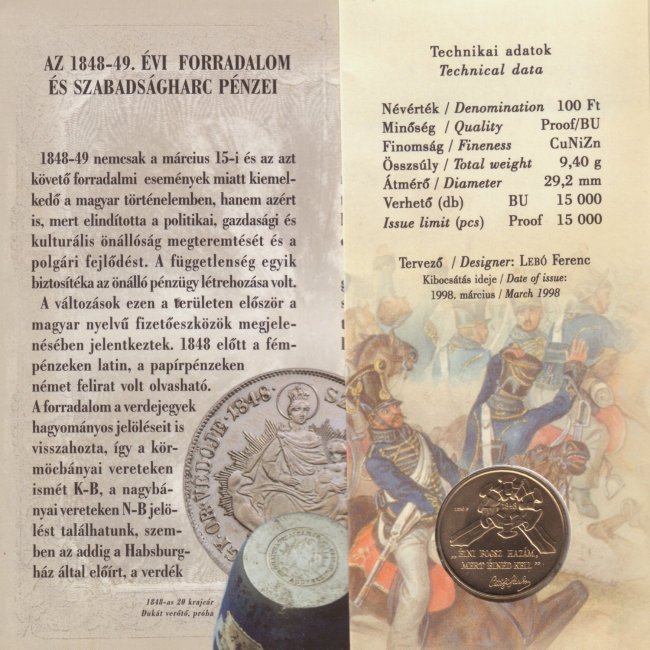 AZ 1848-49. ÉVI FORRADALOM
ÉS SZABADSÁGHARC PÉNZEI
1848-49 nemcsak a március 15-i és az azt
követő forradalmi események miatt kiemel-
kedő a magyar történelemben, hanem azért
is, mert elindította a politikai, gazdasági és
kulturális önállóság megteremtését és a
polgári fejlődést. A függetlenség egyik
biztosítéka az önálló pénzügy létrehozása volt.
A változások ezen a területen először a
magyar nyelvű fizetőeszközök megjele-
nésében jelentkeztek. 1848 előtt a fém-
pénzeken latin, a papírpénzeken
német felirat volt olvasható.
A forradalom a verdejegyek
hagyományos jelöléseit is
visszahozta, így a kör-
möcbányai vereteken
ismét K-B, a nagybá-
nyai vereteken N-B jelö-
lést találhatunk, szem-
ben az addig a Habsburg-
ház által előírt, a verdék
1848-as 20 krajcár
Dukát verőtő, próba
Technikai adatok
Technical data
Névérték / Denomination 100 Ft
Minőség / Quality Proof/BU
Finomság / Fineness CuNiZn
Összsúly / Total weight 9,40 g
Átmérő / Diameter 29,2 mm
Verhető (db) BU 15 000
Issue limit (pcs) Proof 15 000
Tervező / Designer: LEBÓ Ferenc
Kibocsátás ideje / Date of issue:
1998. március / March 1998
1848
„ÉLNI FOGSZ HAZÁM,
MERT ÉLNED KELL"